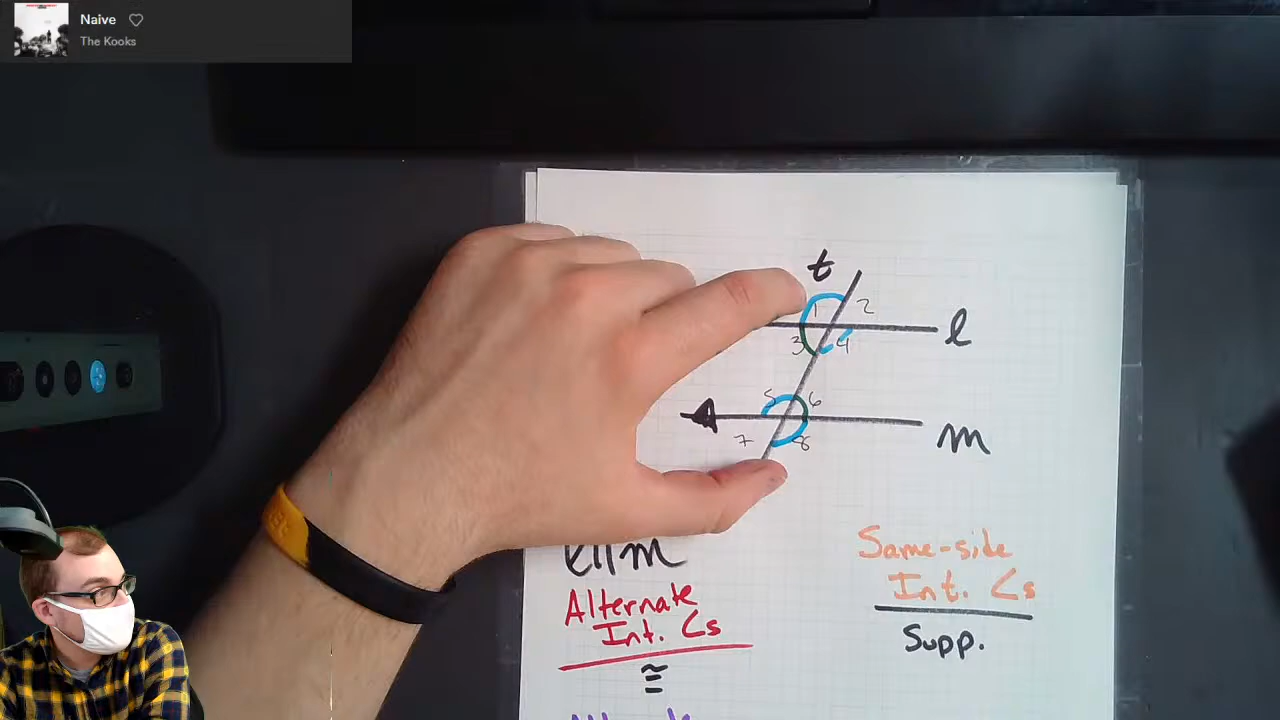 Naive
The Kooks
t
1 2
l
3 4
5 6
m
7 8
l||m
Alternate
Int. ∠s
≅
Same-side
Int. ∠s
Supp.